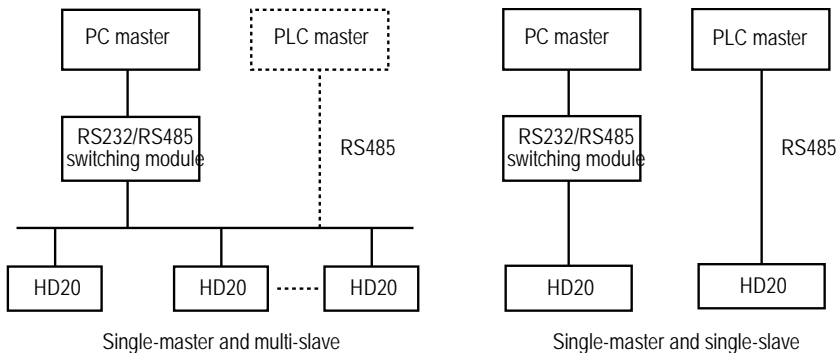 PC master
PLC master
RS232/RS485
switching module
RS485
HD20
HD20
HD20
Single-master and multi-slave
PC master
PLC master
RS232/RS485
switching module
RS485
HD20
HD20
Single-master and single-slave